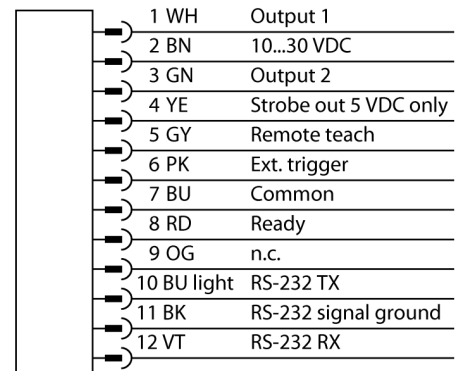 1 WH Output 1
2 BN 10...30 VDC
3 GN Output 2
4 YE Strobe out 5 VDC only
5 GY Remote teach
6 PK Ext. trigger
7 BU Common
8 RD Ready
9 OG n.c.
10 BU light RS-232 TX
11 BK RS-232 signal ground
12 VT RS-232 RX